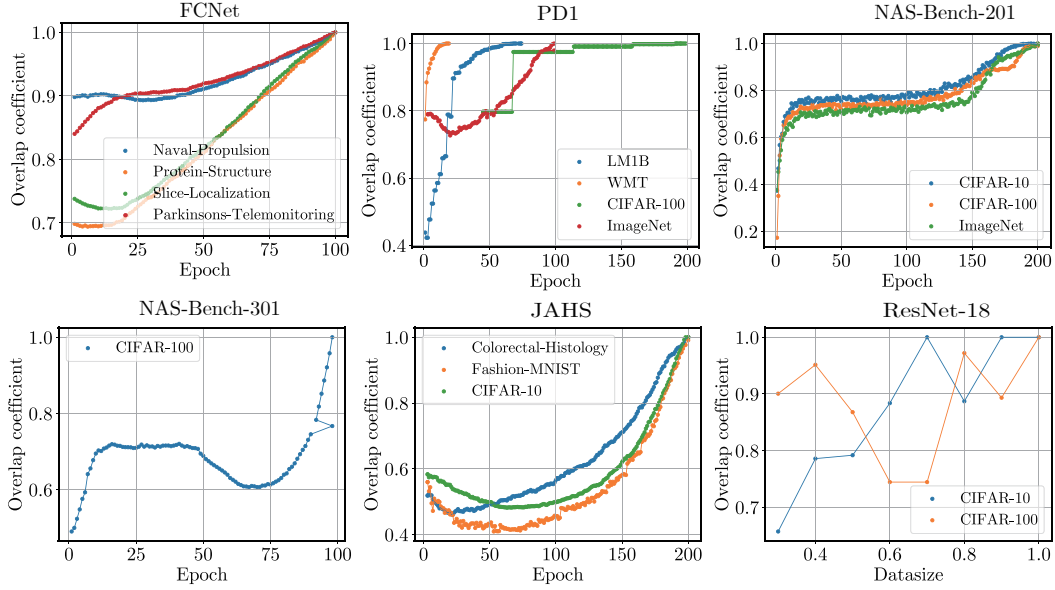 FCNet
Overlap coefficient
1.0
0.9
0.8
0.7
Naval-Propulsion
Protein-Structure
Slice-Localization
Parkinsons-Telemonitoring
0 25 50 75 100
Epoch
PD1
Overlap coefficient
1.0
0.8
0.6
0.4
LM1B
WMT
CIFAR-100
ImageNet
0 50 100 150 200
Epoch
NAS-Bench-201
Overlap coefficient
1.0
0.8
0.6
0.4
0.2
CIFAR-10
CIFAR-100
ImageNet
0 50 100 150 200
Epoch
NAS-Bench-301
Overlap coefficient
1.0
0.8
0.6
CIFAR-100
0 25 50 75 100
Epoch
JAHS
Overlap coefficient
1.0
0.8
0.6
0.4
Colorectal-Histology
Fashion-MNIST
CIFAR-10
0 50 100 150 200
Epoch
ResNet-18
Overlap coefficient
1.0
0.9
0.8
0.7
CIFAR-10
CIFAR-100
0.4 0.6 0.8 1.0
Datasize